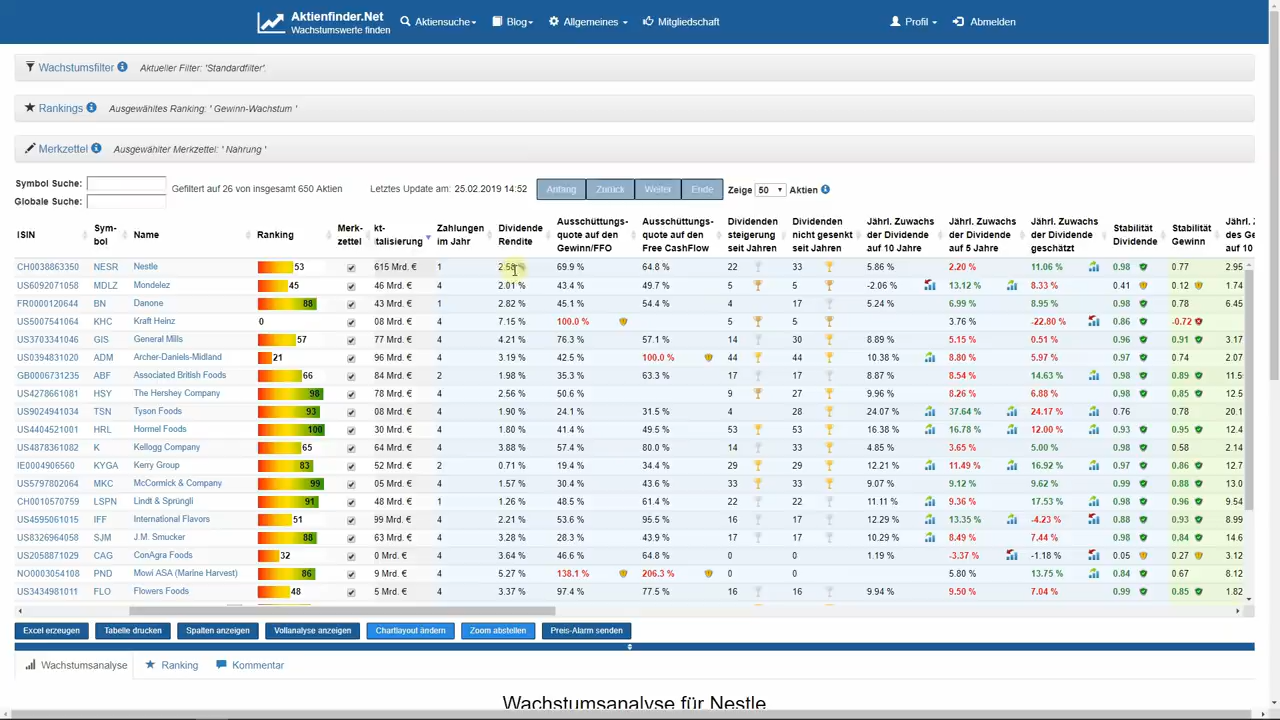 Aktienfinder.Net
Wachstumswerte finden
Aktiensuche Blog Allgemeines Mitgliedschaft Profil Abmelden
Wachstumsfilter Aktueller Filter: 'Standardfilter'.
Rankings Ausgewähltes Ranking: ' Gewinn-Wachstum '
Merkzettel Ausgewählter Merkzettel: ' Nahrung '
Symbol Suche: Gefiltert auf 26 von insgesamt 650 Aktien Letztes Update am: 25.02.2019 14:52 Anfang Zurück Weiter Ende Zeige 50 Aktien
Globale Suche:
ISIN Sym-bol Name Ranking Merk-zettel kt-italisierung Zahlungen im Jahr Dividende Rendite Ausschüttungs-quote auf den Gewinn/FFO Ausschüttungs-quote auf den Free CashFlow Dividenden steigerung seit Jahren Dividenden nicht gesenkt seit Jahren Jährl. Zuwachs der Dividende auf 10 Jahre Jährl. Zuwachs der Dividende auf 5 Jahre Jährl. Zuwachs der Dividende geschätzt Stabilität Dividende Stabilität Gewinn Jährl. Z des Ge auf 10
CH0038863350 NESR Nestle 53 615 Mrd. € 1 69.9 % 64.8 % 22 33 5.86 % 2.20 % 11.06 % 0.98 0.77 2.95
US6092071058 MDLZ Mondelez 45 46 Mrd. € 4 2.01 % 43.4 % 49.7 % 5 5 -2.06 % 13.12 % 8.33 % 0.41 0.12 1.74
FR0000120644 BN Danone 88 43 Mrd. € 1 2.82 % 45.1 % 54.4 % 4 17 5.24 % 6.99 % 8.95 % 0.98 0.78 6.45
US5007541064 KHC Kraft Heinz 0 08 Mrd. € 4 7.15 % 100.0 % 5 5 3.76 % -22.80 % 0.86 -0.72
US3703341046 GIS General Mills 57 77 Mrd. € 4 4.21 % 76.3 % 57.1 % 14 30 8.89 % 5.15 % 0.51 % 0.96 0.91 3.17
US0394831020 ADM Archer-Daniels-Midland 21 96 Mrd. € 4 3.19 % 42.5 % 100.0 % 44 44 10.38 % 8.80 % 5.97 % 0.97 0.74 2.07
GB0006731235 ABF Associated British Foods 66 84 Mrd. € 2 1.98 % 35.3 % 63.3 % 17 17 8.87 % 8.54 % 14.63 % 0.98 0.89 11.5
US4278661081 HSY The Hershey Company 98 78 Mrd. € 4 2.56 % 50.6 % 9 27 9.96 % 8.26 % 6.88 % 0.98 0.85 12.5
US9024941034 TSN Tyson Foods 93 08 Mrd. € 4 1.90 % 24.1 % 31.5 % 4 28 24.07 % 37.64 % 24.17 % 0.76 0.78 20.1
US4404521001 HRL Hormel Foods 100 30 Mrd. € 4 1.80 % 41.4 % 49.5 % 53 53 16.38 % 16.78 % 12.00 % 0.93 0.95 12.4
US4878361082 K Kellogg Company 65 64 Mrd. € 4 3.88 % 57.4 % 80.0 % 14 33 4.85 % 3.65 % 5.00 % 0.98 0.58 2.14
IE0004906560 KYGA Kerry Group 83 52 Mrd. € 2 0.71 % 19.4 % 34.4 % 29 29 12.21 % 11.49 % 16.92 % 0.97 0.86 12.7
US5797802064 MKC McCormick & Company 99 05 Mrd. € 4 1.57 % 30.4 % 43.6 % 33 33 9.07 % 9.12 % 9.62 % 0.99 0.88 13.0
CH0010570759 LSPN Lindt & Sprüngli 91 48 Mrd. € 1 1.26 % 48.5 % 61.4 % 22 22 11.11 % 9.36 % 17.53 % 0.98 0.96 9.54
US4595061015 IFF International Flavors 51 99 Mrd. € 4 2.21 % 53.6 % 95.5 % 16 17 12.29 % 13.35 % -4.23 % 0.88 0.93 8.99
US8326964058 SJM J.M. Smucker 88 63 Mrd. € 4 3.28 % 28.3 % 43.9 % 17 17 10.39 % 8.49 % 7.44 % 0.98 0.84 14.6
US2058871029 CAG ConAgra Foods 32 0 Mrd. € 4 3.64 % 46.6 % 64.8 % 0 0 1.19 % -3.37 % -1.18 % 0.05 0.27 3.12
NO0003054108 PND Mowi ASA (Marine Harvest) 86 9 Mrd. € 4 5.27 % 138.1 % 206.3 % 0 0 5.80 % 13.75 % 0.84 0.67 8.12
US3434981011 FLO Flowers Foods 48 5 Mrd. € 4 3.37 % 97.4 % 77.5 % 16 16 9.94 % 9.50 % 7.04 % 0.99 0.85 1.82
Excel erzeugen Tabelle drucken Spalten anzeigen Vollanalyse anzeigen Chartlayout ändern Zoom abstellen Preis-Alarm senden
Wachstumsanalyse Ranking Kommentar
Wachstumsanalyse für Nestle